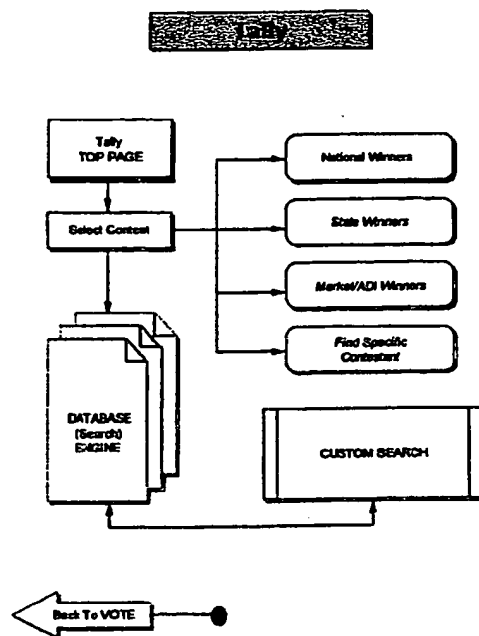 Tally
Tally
TOP PAGE
National Winners
Select Contest
State Winners
Market/ADI Winners
Find Specific
Contestant
DATABASE
(Search)
ENGINE
CUSTOM SEARCH
Back To VOTE